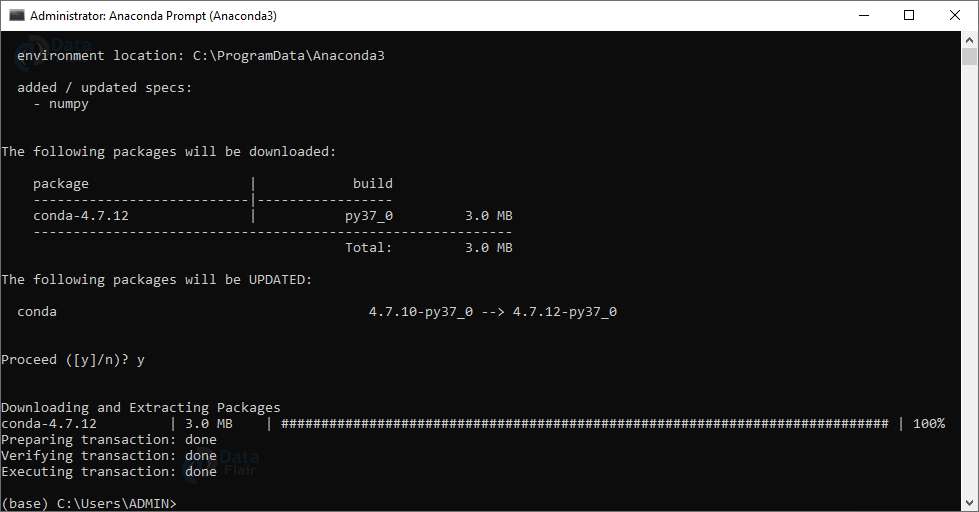 Administrator: Anaconda Prompt (Anaconda3)
Data
environment location: C:\ProgramData\Anaconda3
added / updated specs:
- numpy
The following packages will be downloaded:
package | build
---------------------------|-----------------
conda-4.7.12 | py37_0 3.0 MB
------------------------------------------------------------
Total: 3.0 MB
The following packages will be UPDATED:
conda 4.7.10-py37_0 --> 4.7.12-py37_0
Proceed ([y]/n)? y
Downloading and Extracting Packages
conda-4.7.12 | 3.0 MB | ############################################################################ | 100%
Preparing transaction: done
Verifying transaction: done
Data
Flair
Executing transaction: done
(base) C:\Users\ADMIN>